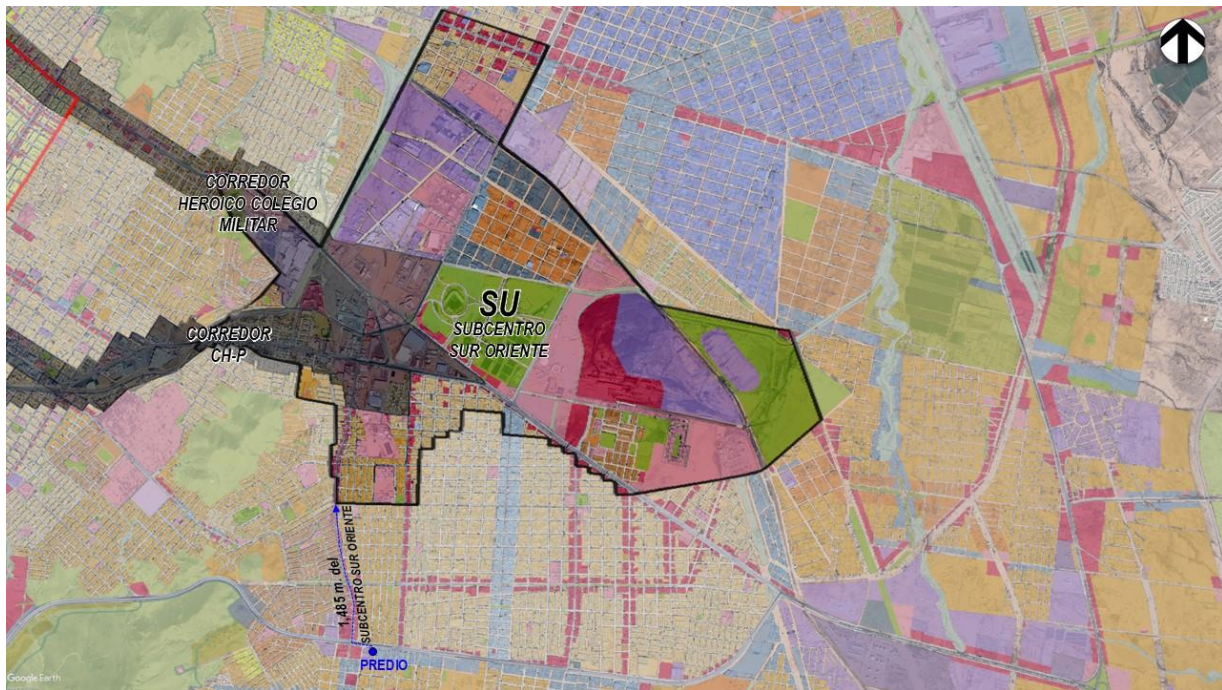 CORREDOR
HEROICO COLEGIO
MILITAR
SU
SUBCENTRO
SUR ORIENTE
CORREDOR
CH-P
1,485 m. del
SUBCENTRO SUR ORIENTE
PREDIO
Google Earth